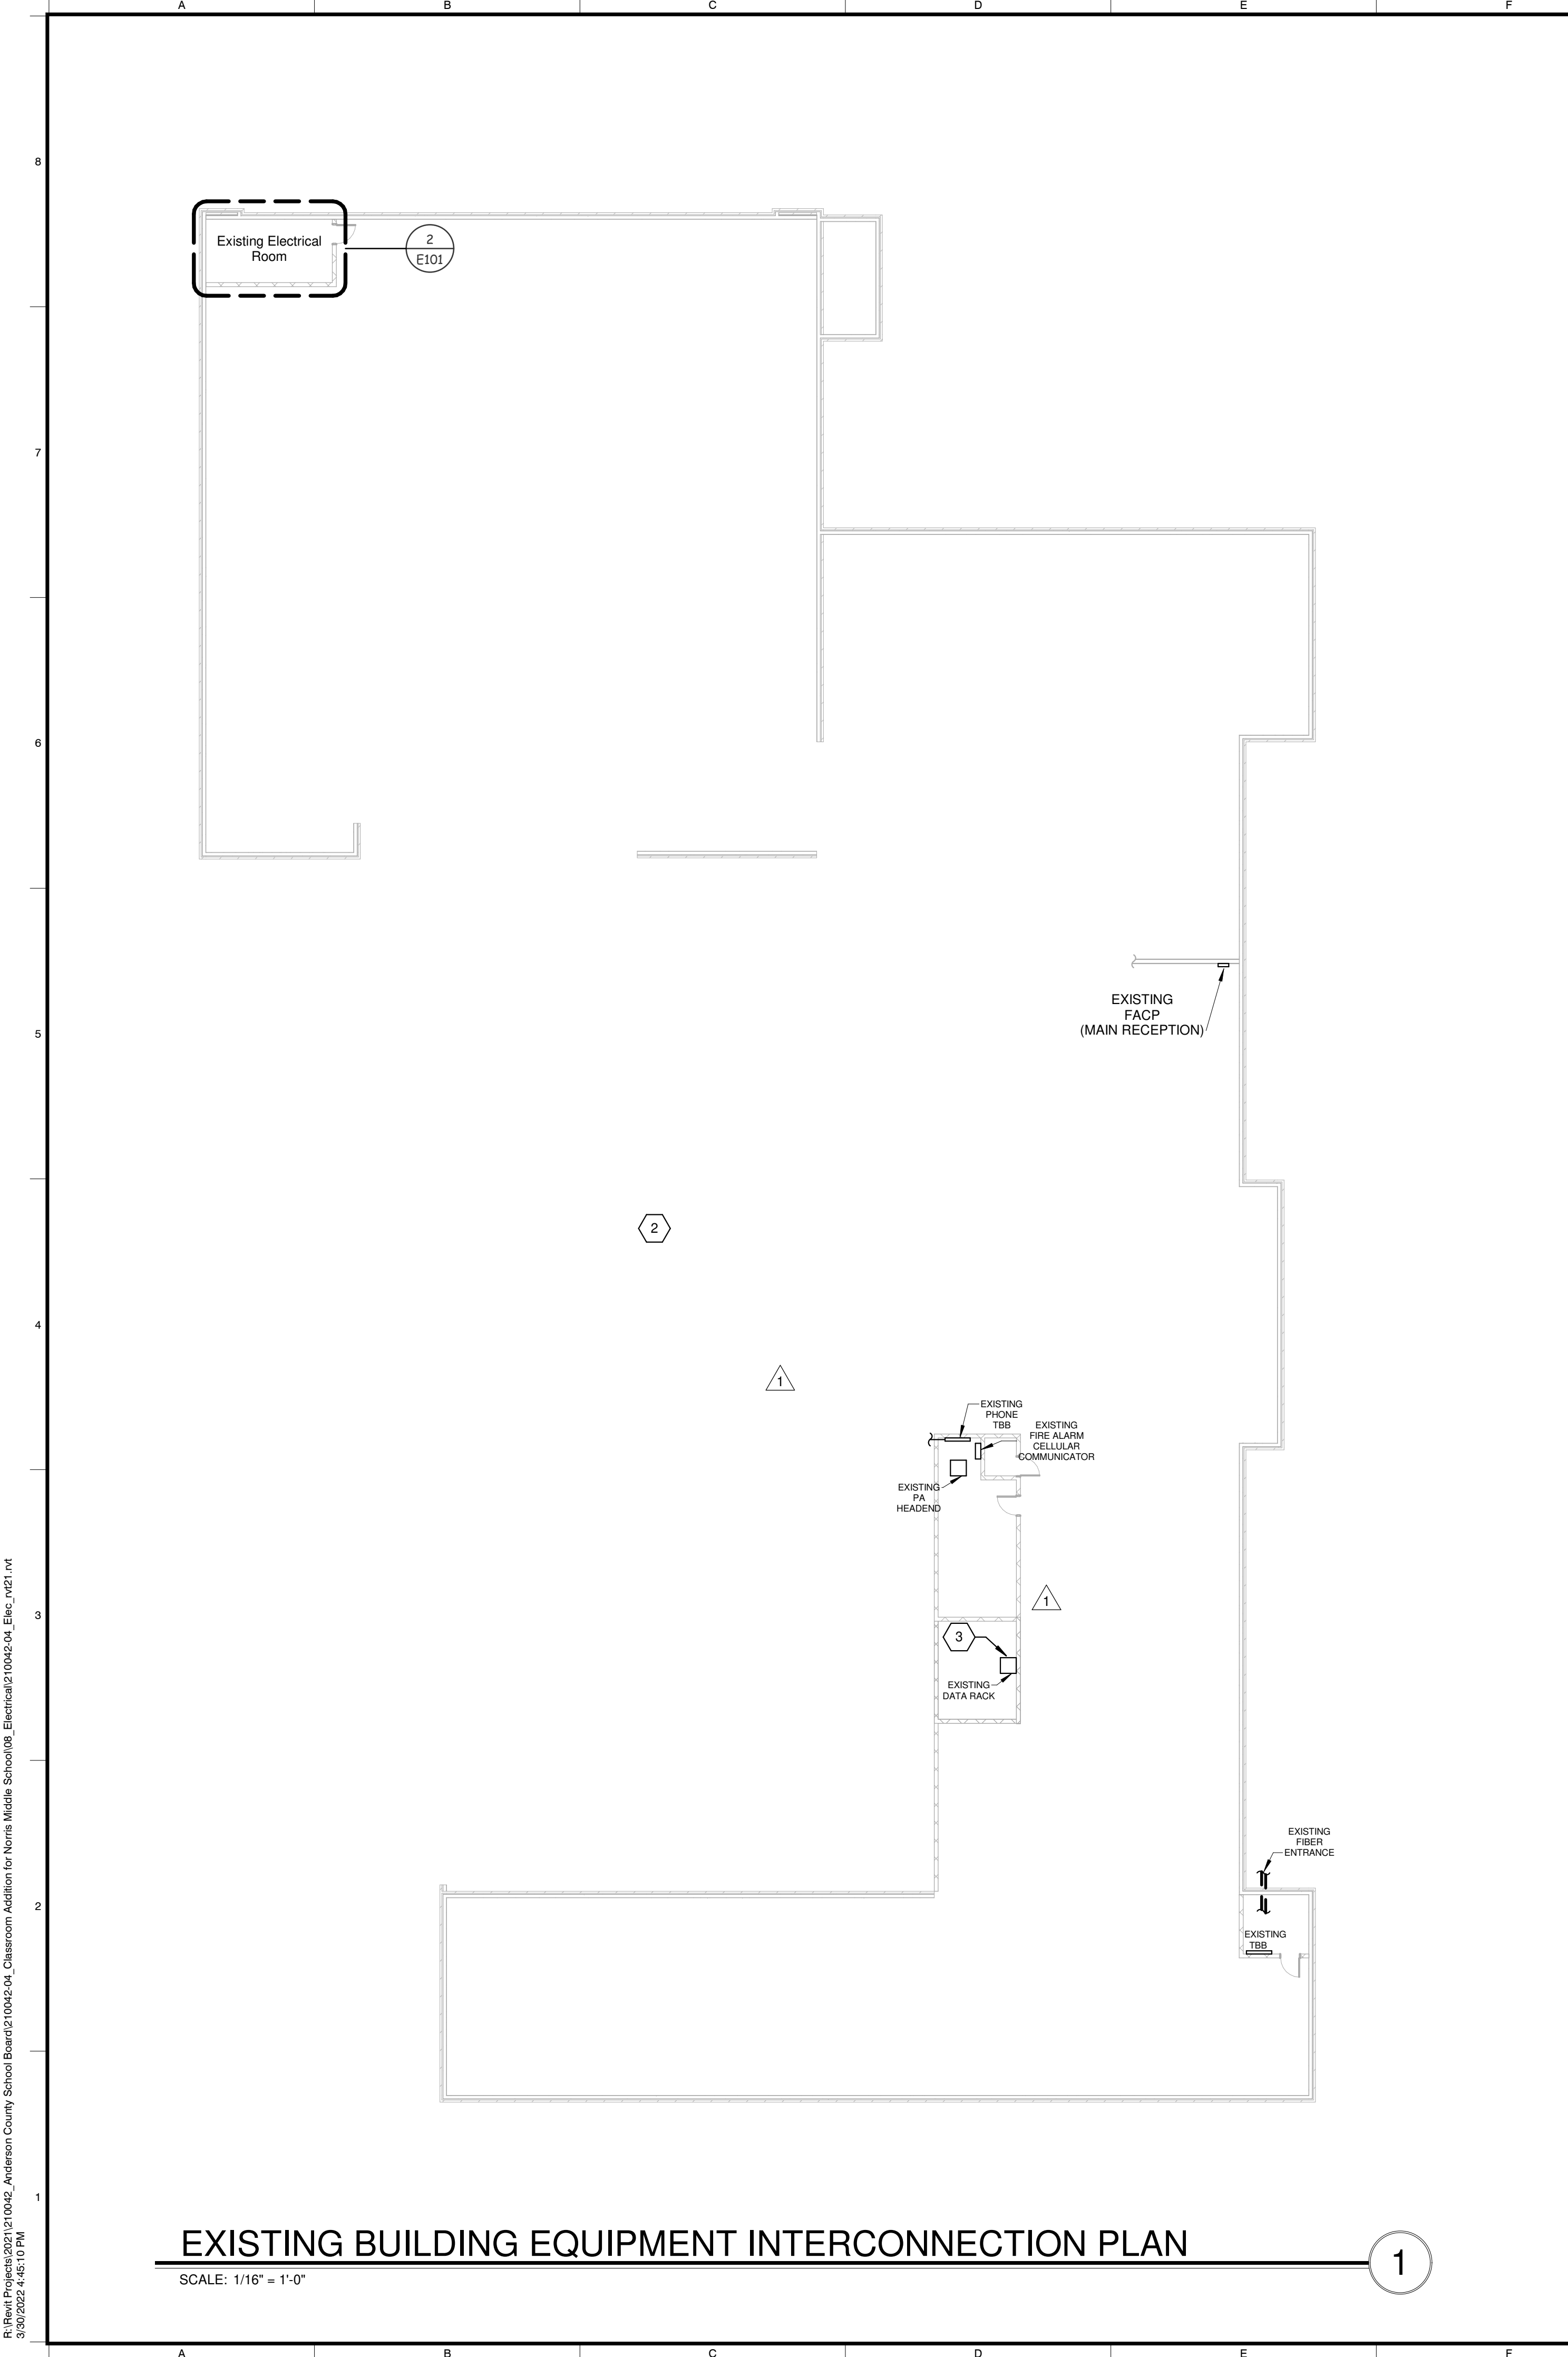 A
B
C
D
E
F
8
Existing Electrical
Room
2
E101
7
6
EXISTING
FACP
(MAIN RECEPTION)
5
2
4
1
EXISTING
PHONE
TBB
EXISTING
FIRE ALARM
CELLULAR
COMMUNICATOR
EXISTING
PA
HEADEND
1
3
3
EXISTING
DATA RACK
EXISTING
FIBER
ENTRANCE
2
EXISTING
TBB
1
EXISTING BUILDING EQUIPMENT INTERCONNECTION PLAN
1
SCALE: 1/16" = 1'-0"
R:\Revit Projects\2021\210042_Anderson County School Board\210042-04_Classroom Addition for Norris Middle School\08_Electrical\210042-04_Elec_rvt21.rvt
3/30/2022 4:45:10 PM
A
B
C
D
E
F